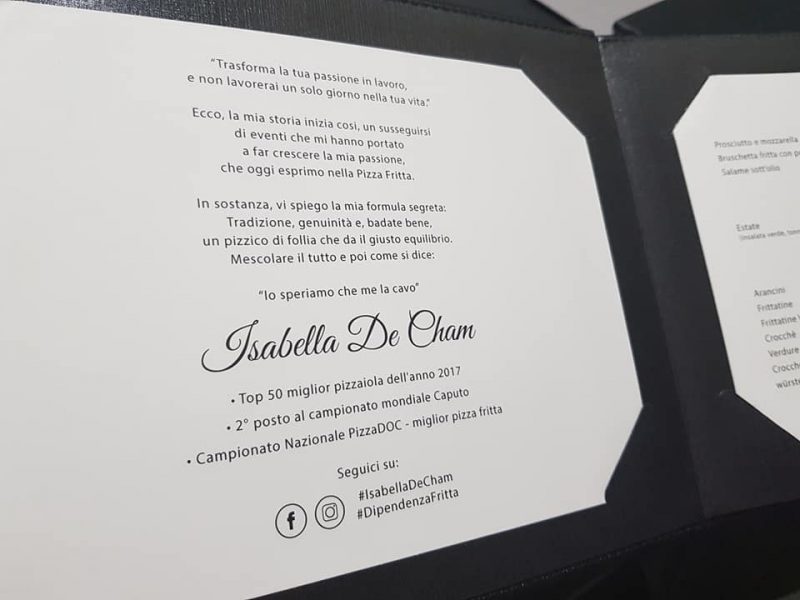 “Trasforma la tua passione in lavoro,
e non lavorerai un solo giorno nella tua vita.”
Ecco, la mia storia inizia così, un susseguirsi
di eventi che mi hanno portato
a far crescere la mia passione,
che oggi esprimo nella Pizza Fritta.
In sostanza, vi spiego la mia formula segreta:
Tradizione, genuinità e, badate bene,
un pizzico di follia che da il giusto equilibrio.
Mescolare il tutto e poi come si dice:
“Io speriamo che me la cavo”
Isabella De Cham
• Top 50 miglior pizzaiola dell'anno 2017
• 2° posto al campionato mondiale Caputo
• Campionato Nazionale PizzaDOC - miglior pizza fritta
Seguici su:
#IsabellaDeCham
#DipendenzaFritta
Prosciutto e mozzarella
Bruschetta fritta con
Salame sott'olio
Estate
(insalata verde,
Arancini
Frittatine
Frittatine
Crocchè
Verdure
würste